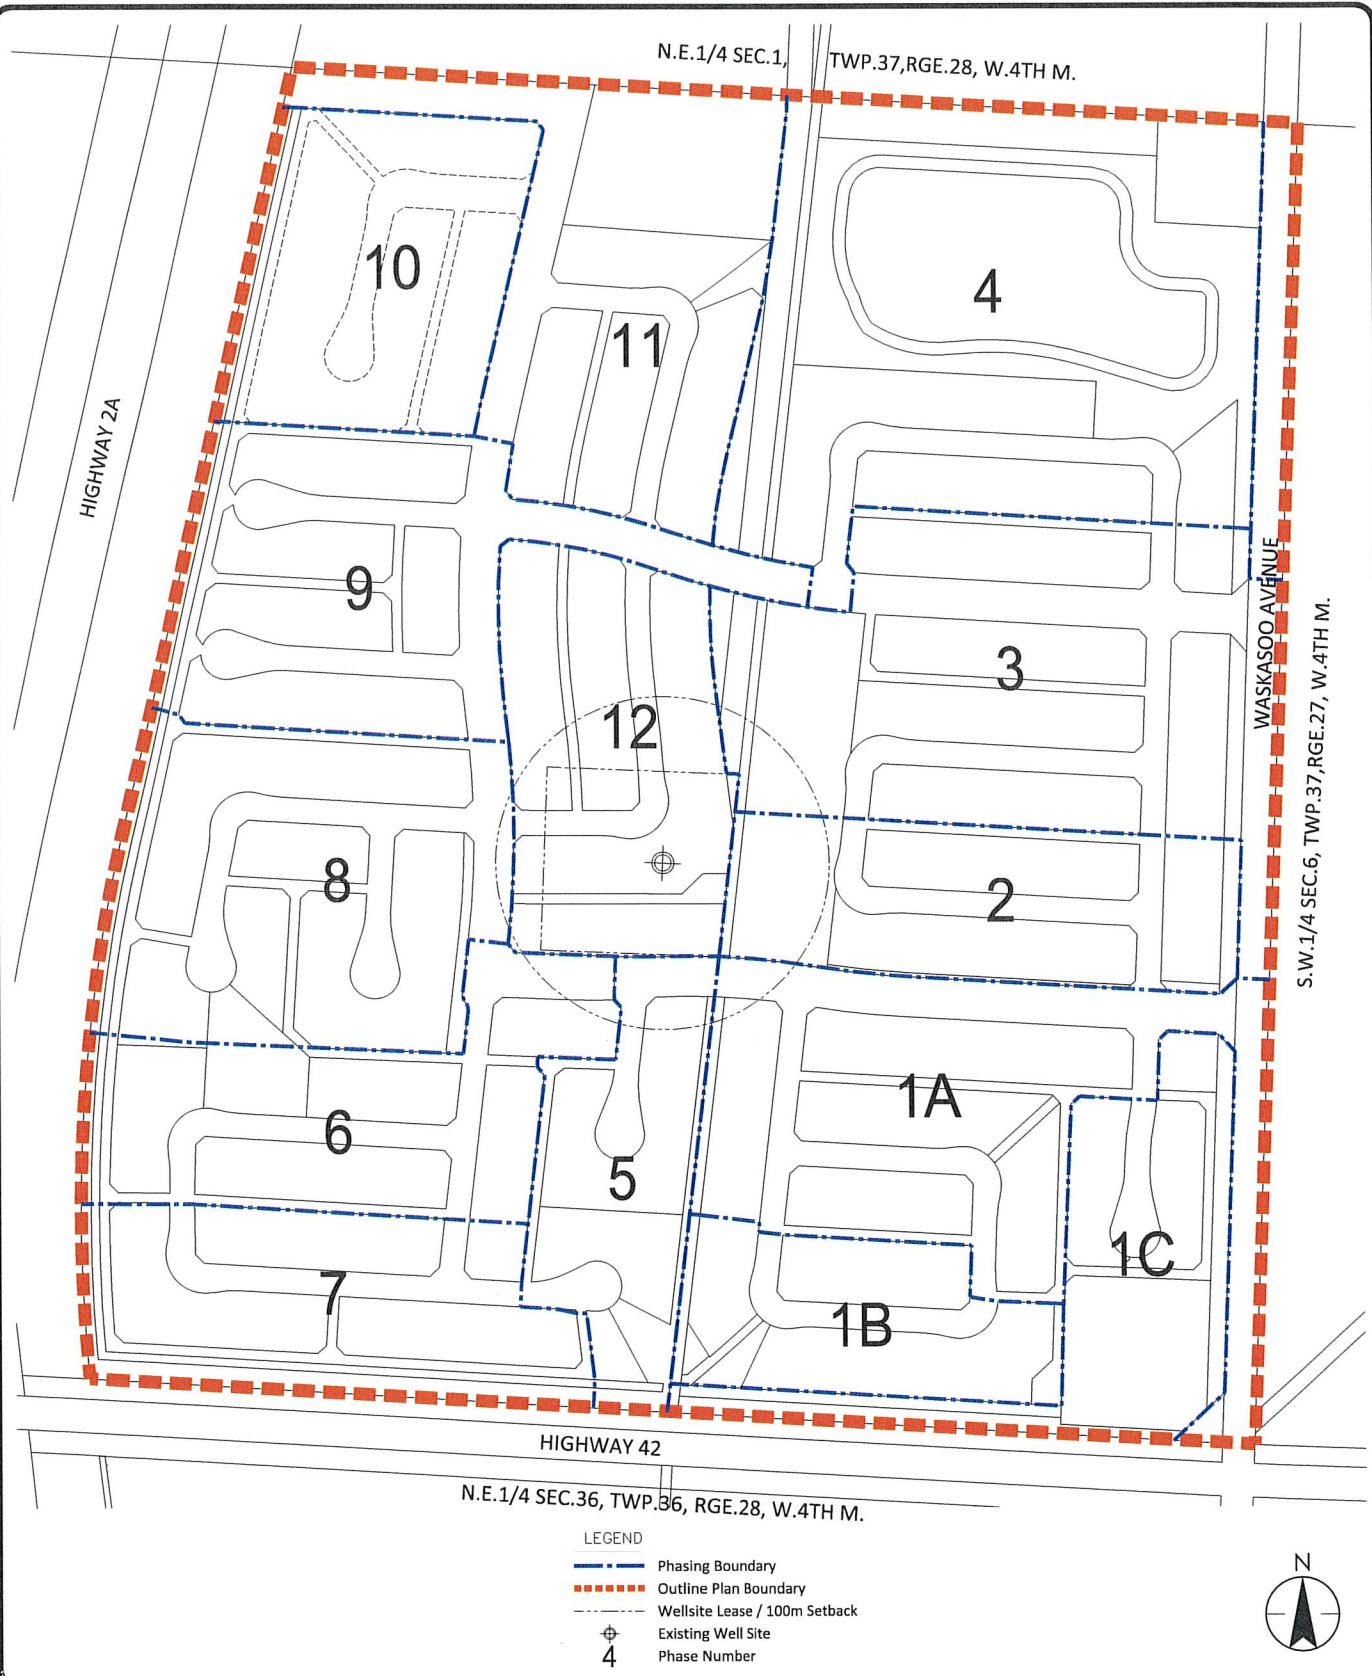 N.E.1/4 SEC.1, TWP.37,RGE.28, W.4TH M.
10
4
11
HIGHWAY 2A
9
WASKASOO AVENUE
3
S.W.1/4 SEC.6, TWP.37,RGE.27, W.4TH M.
12
8
2
1A
6
5
1C
7
1B
HIGHWAY 42
N.E.1/4 SEC.36, TWP.36, RGE.28, W.4TH M.
LEGEND
Phasing Boundary
Outline Plan Boundary
Wellsite Lease / 100m Setback
Existing Well Site
4 Phase Number
N